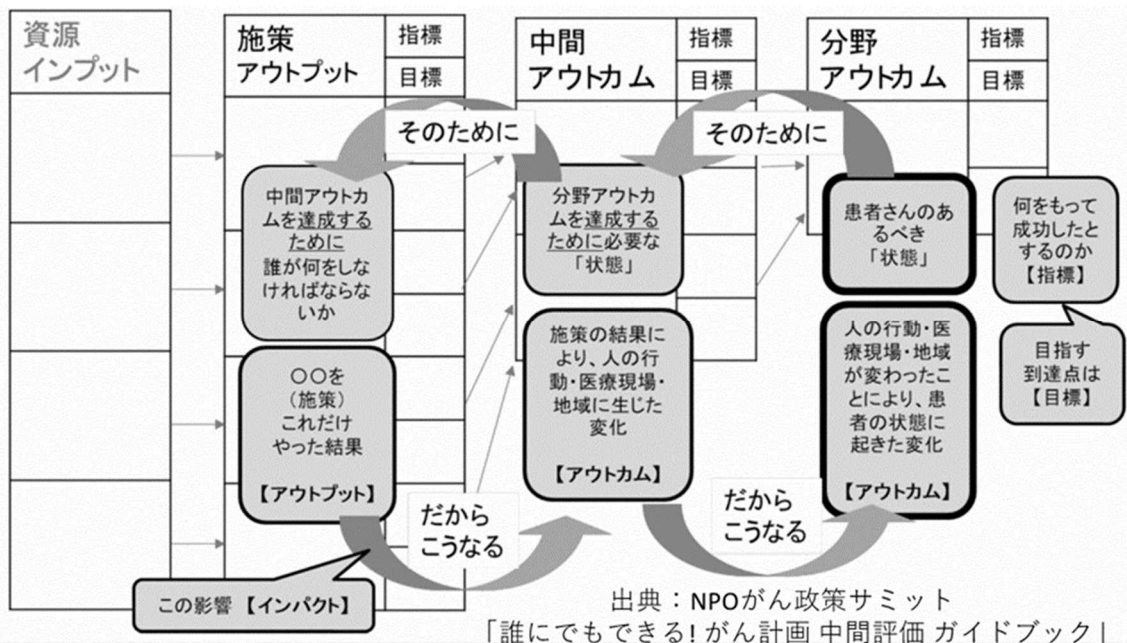 資源
インプット
施策
アウトプット
指標
目標
中間
アウトカム
指標
目標
分野
アウトカム
指標
目標
そのために
そのために
中間アウトカ
ムを達成する
ために
誰が何をしな
ければならな
いか
分野アウトカ
ムを達成する
ために必要な
「状態」
患者さんのあ
るべき
「状態」
何をもって
成功したと
するのか
【指標】
〇〇を
(施策)
これだけ
やった結果
【アウトプット】
施策の結果に
より、人の行
動・医療現場・
地域に生じた
変化
【アウトカム】
人の行動・医
療現場・地域
が変わったこ
とにより、患
者の状態に
起きた変化
【アウトカム】
目指す
到達点は
【目標】
だから
こうなる
だから
こうなる
この影響 【インパクト】
出典：NPOがん政策サミット
「誰にでもできる! がん計画 中間評価 ガイドブック」